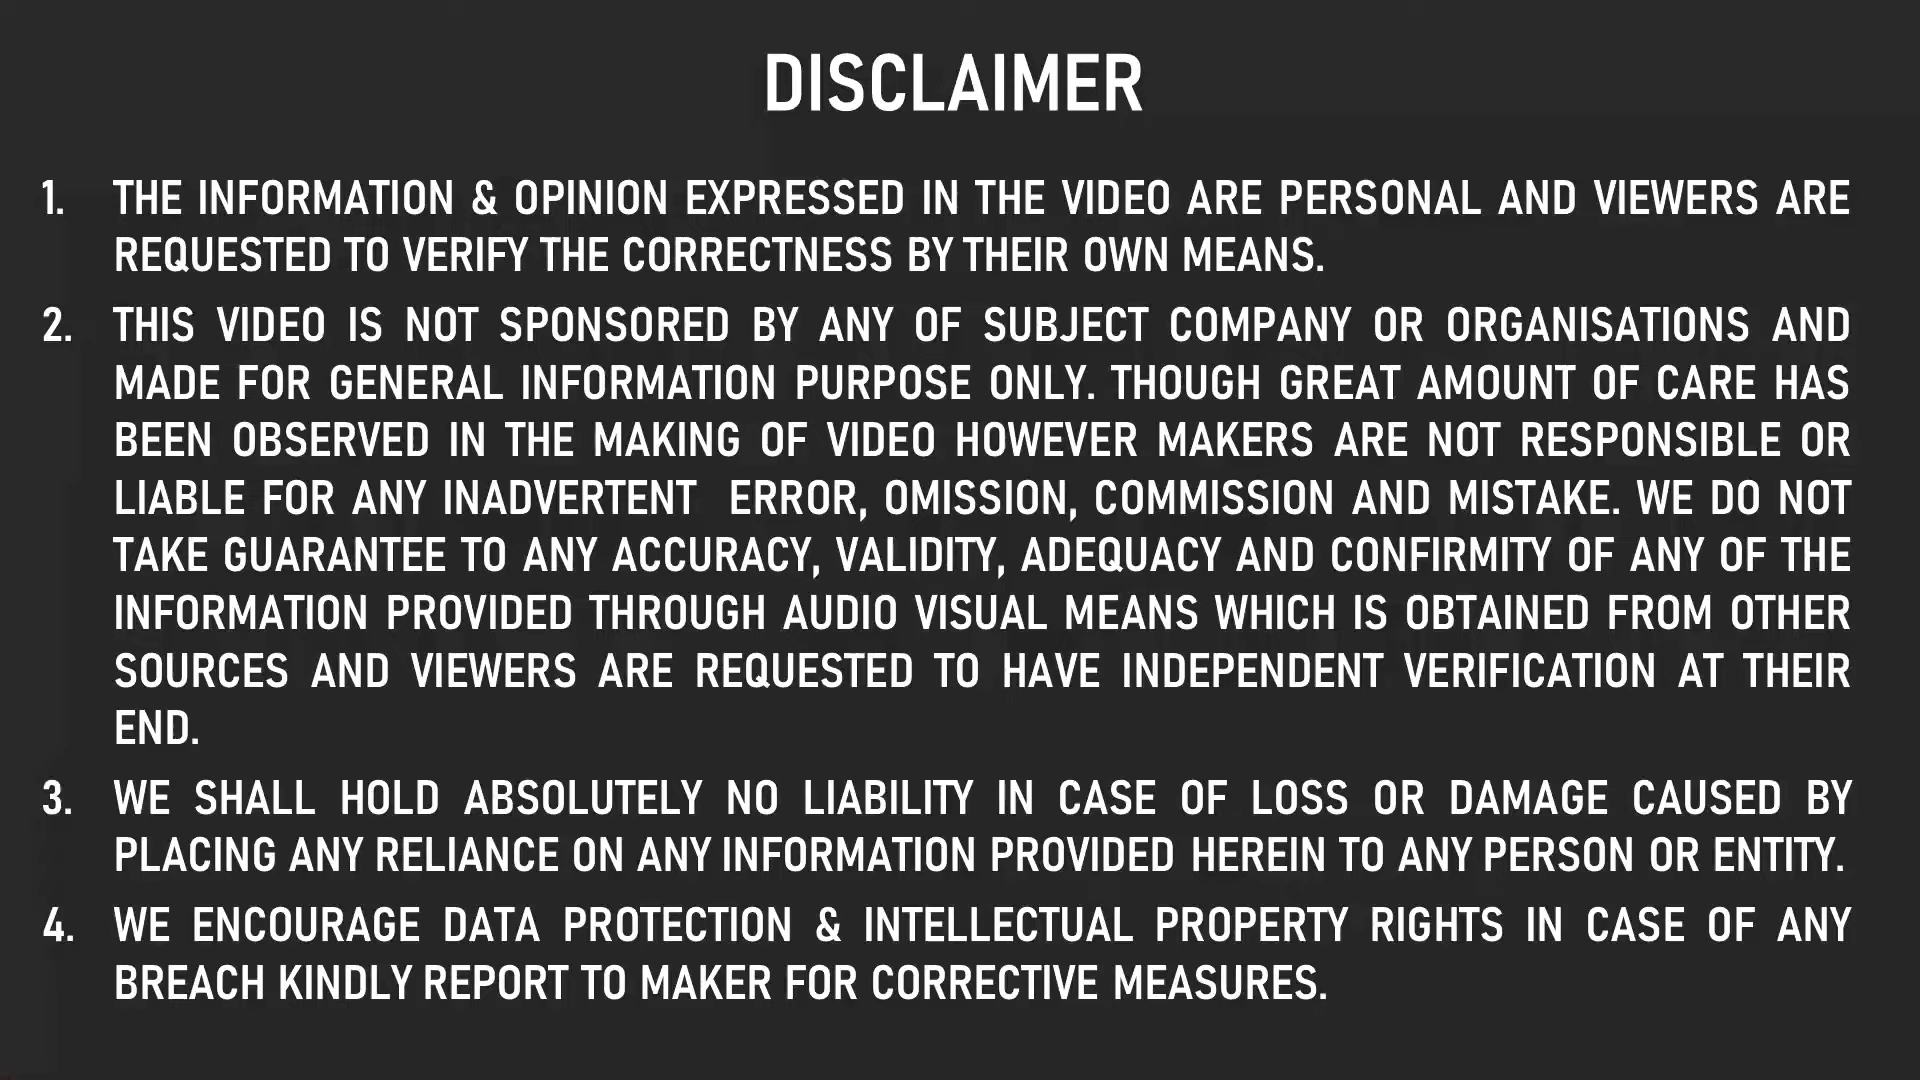 DISCLAIMER
1. THE INFORMATION & OPINION EXPRESSED IN THE VIDEO ARE PERSONAL AND VIEWERS ARE
REQUESTED TO VERIFY THE CORRECTNESS BY THEIR OWN MEANS.
2. THIS VIDEO IS NOT SPONSORED BY ANY OF SUBJECT COMPANY OR ORGANISATIONS AND
MADE FOR GENERAL INFORMATION PURPOSE ONLY. THOUGH GREAT AMOUNT OF CARE HAS
BEEN OBSERVED IN THE MAKING OF VIDEO HOWEVER MAKERS ARE NOT RESPONSIBLE OR
LIABLE FOR ANY INADVERTENT  ERROR, OMISSION, COMMISSION AND MISTAKE. WE DO NOT
TAKE GUARANTEE TO ANY ACCURACY, VALIDITY, ADEQUACY AND CONFIRMITY OF ANY OF THE
INFORMATION PROVIDED THROUGH AUDIO VISUAL MEANS WHICH IS OBTAINED FROM OTHER
SOURCES AND VIEWERS ARE REQUESTED TO HAVE INDEPENDENT VERIFICATION AT THEIR
END.
3. WE SHALL HOLD ABSOLUTELY NO LIABILITY IN CASE OF LOSS OR DAMAGE CAUSED BY
PLACING ANY RELIANCE ON ANY INFORMATION PROVIDED HEREIN TO ANY PERSON OR ENTITY.
4. WE ENCOURAGE DATA PROTECTION & INTELLECTUAL PROPERTY RIGHTS IN CASE OF ANY
BREACH KINDLY REPORT TO MAKER FOR CORRECTIVE MEASURES.